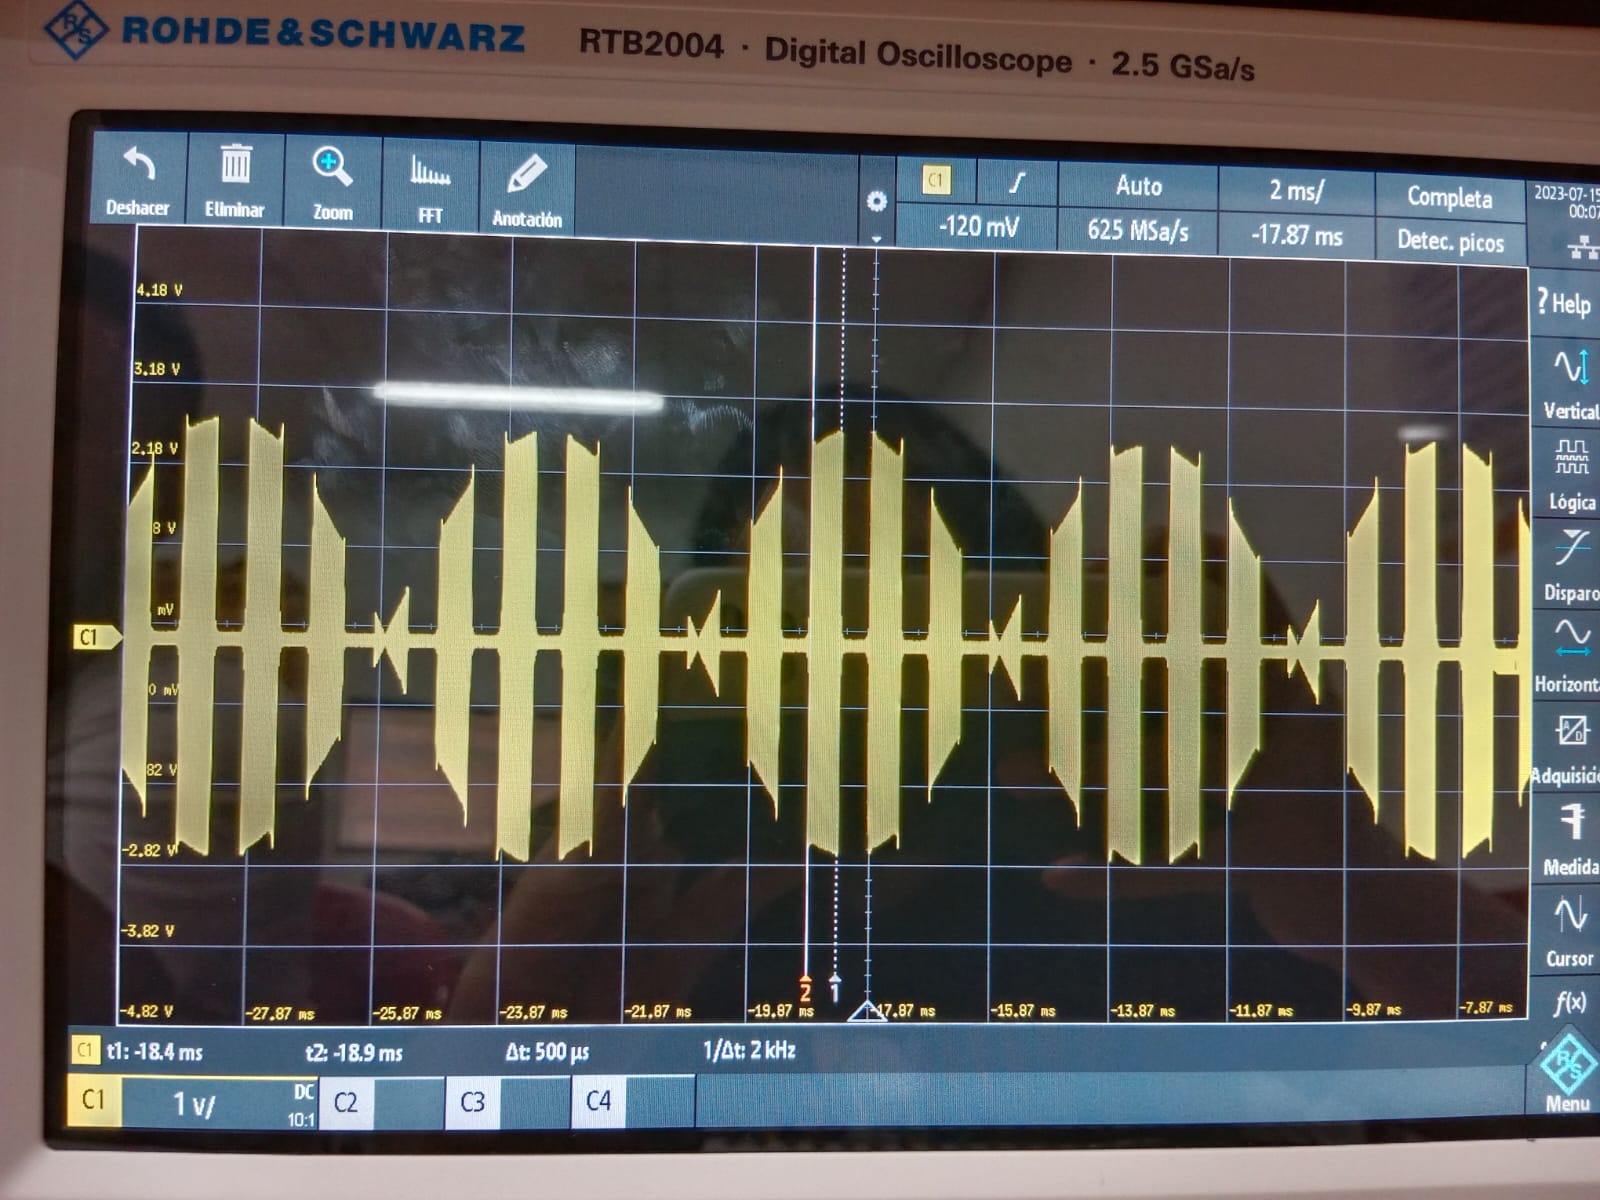 R&S ROHDE&SCHWARZ RTB2004 · Digital Oscilloscope · 2.5 GSa/s
Deshacer Eliminar Zoom FFT Anotación
C1 Auto 2 ms/ Completa
-120 mV 625 MSa/s -17.87 ms Detec. picos
2023-07-15
00:07
? Help
Vertical
Lógica
Disparo
Horizont
Adquisici
Medida
Cursor
f(x)
R&S
Menu
4.18 V
3.18 V
2.18 V
8 V
mV
C1
0 mV
82 V
-2.82 V
-3.82 V
2 1
-4.82 V -27.87 ms -25.87 ms -23.87 ms -21.87 ms -19.87 ms -17.87 ms -15.87 ms -13.87 ms -11.87 ms -9.87 ms -7.87 ms
C1 t1: -18.4 ms t2: -18.9 ms Δt: 500 µs 1/Δt: 2 kHz
C1 1 V/ DC 10:1 C2 C3 C4